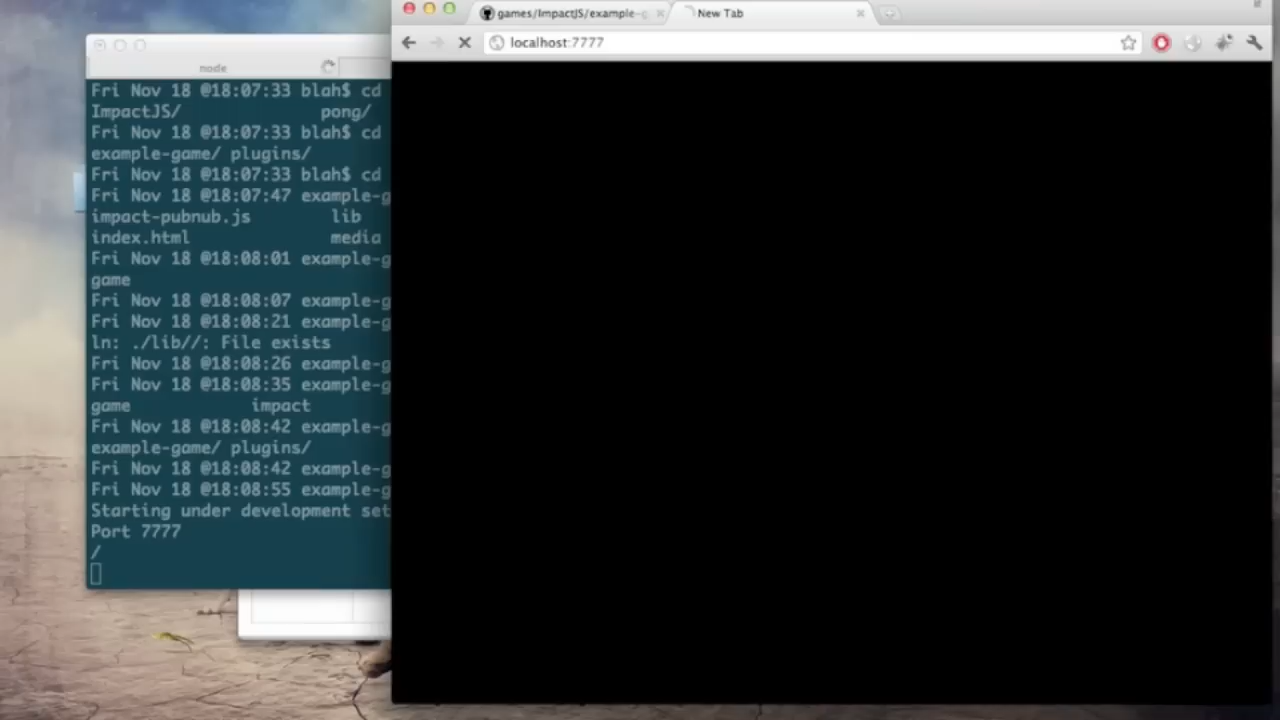 games/ImpactJS/example-g
New Tab
localhost:7777
node
Fri Nov 18 @18:07:33 blah$ cd
ImpactJS/ pong/
Fri Nov 18 @18:07:33 blah$ cd
example-game/ plugins/
Fri Nov 18 @18:07:33 blah$ cd
Fri Nov 18 @18:07:47 example-g
impact-pubnub.js lib
index.html media
Fri Nov 18 @18:08:01 example-g
game
Fri Nov 18 @18:08:07 example-g
Fri Nov 18 @18:08:21 example-g
ln: ./lib//: File exists
Fri Nov 18 @18:08:26 example-g
Fri Nov 18 @18:08:35 example-g
game impact
Fri Nov 18 @18:08:42 example-g
example-game/ plugins/
Fri Nov 18 @18:08:42 example-g
Fri Nov 18 @18:08:55 example-g
Starting under development set
Port 7777
/